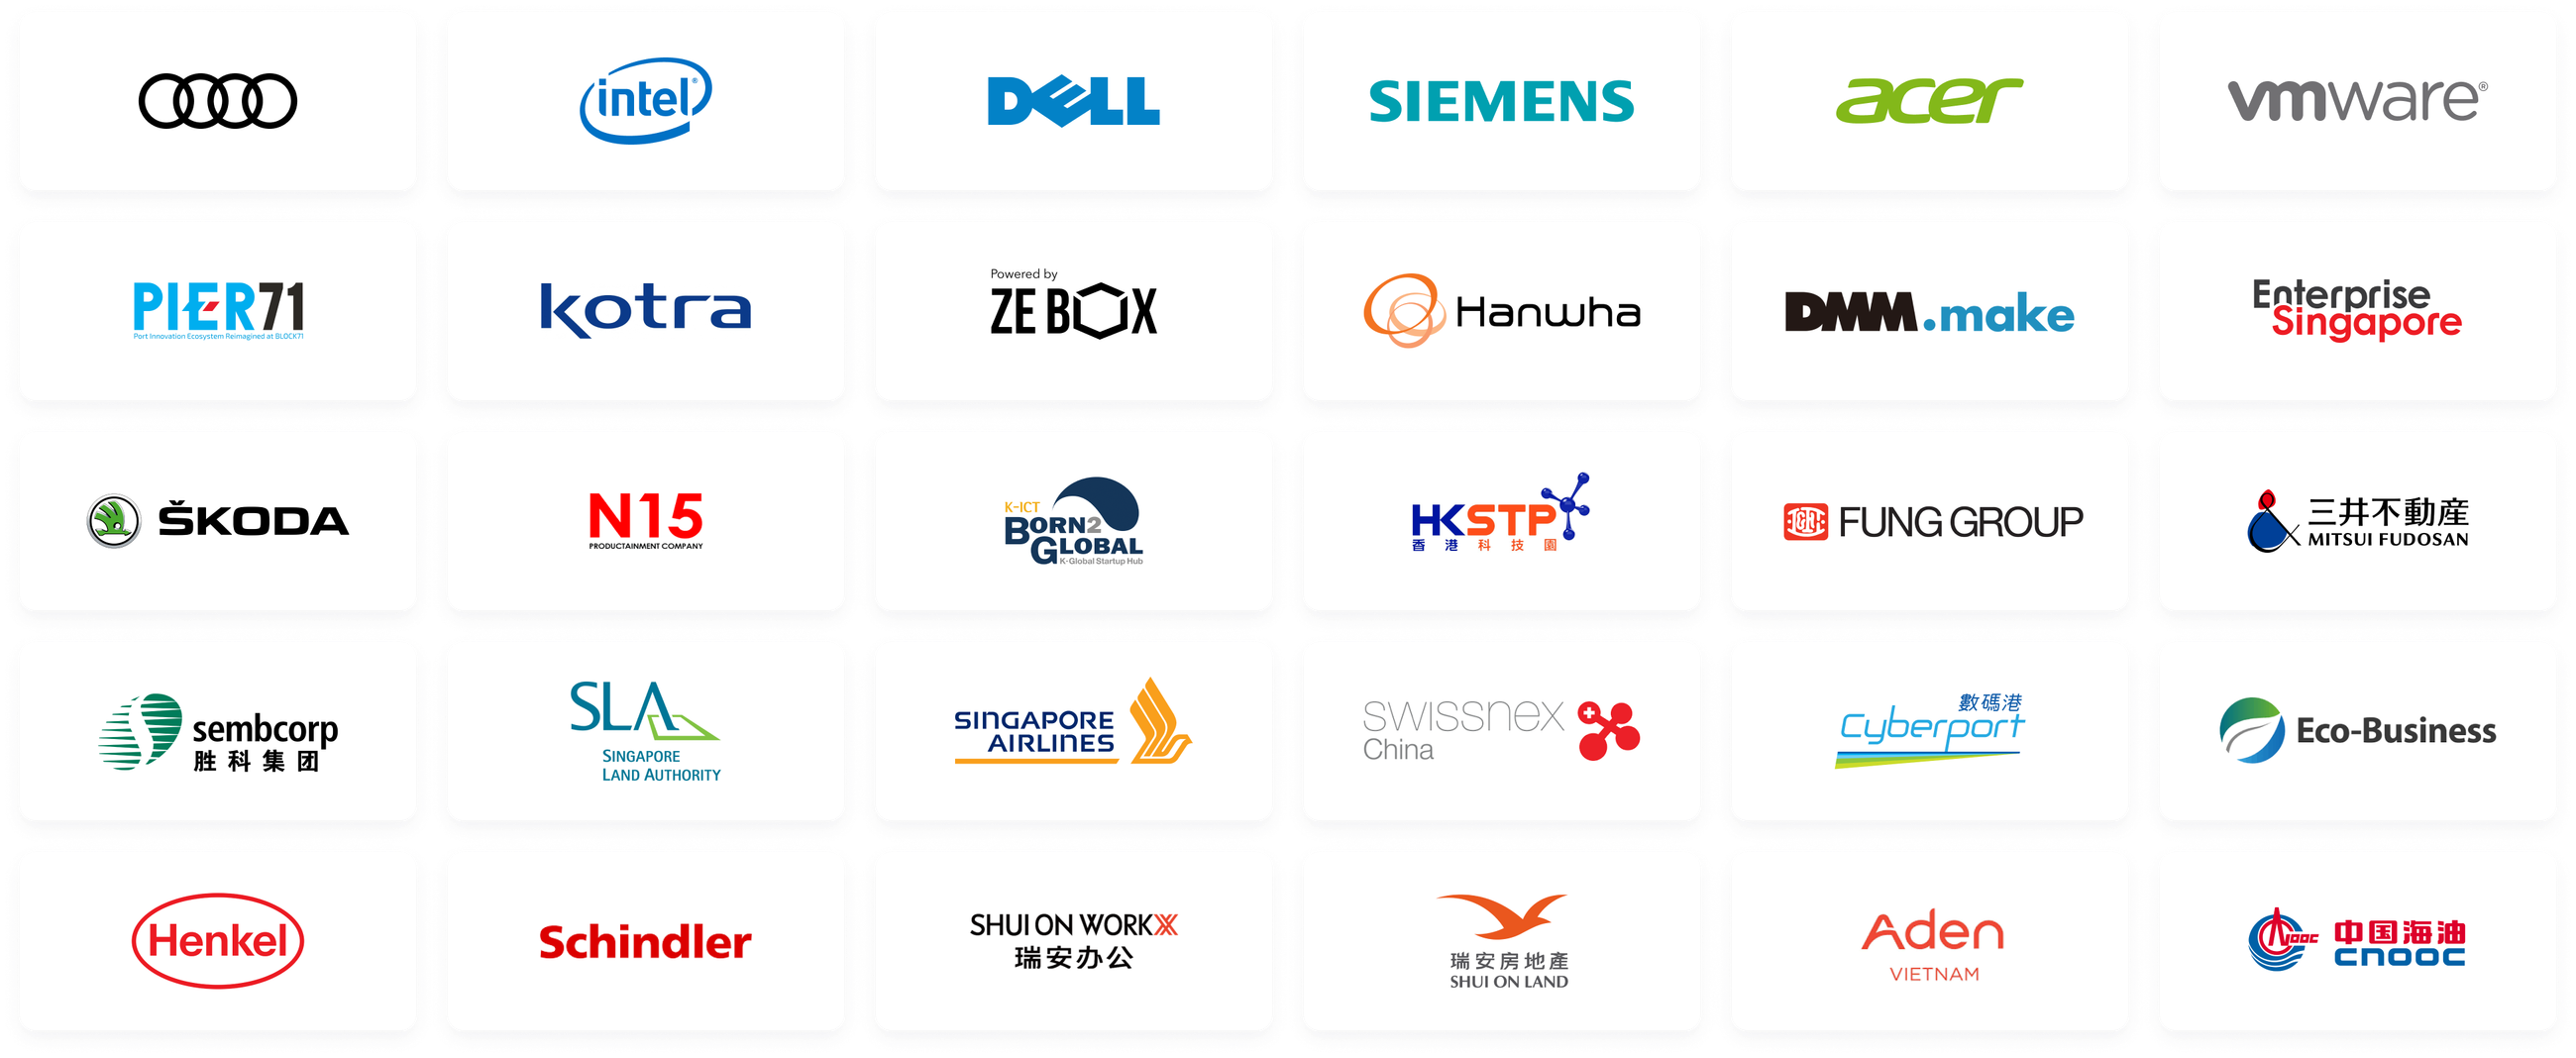 intel®
DELL
SIEMENS
acer
vmware®
PIER71
Port Innovation Ecosystem Reimagined at BLOCK71
kotra
Powered by
ZE BOX
Hanwha
DMM.make
Enterprise
Singapore
ŠKODA
N15
PRODUCTAINMENT COMPANY
K-ICT
BORN2
GLOBAL
K-Global Startup Hub
HKSTP
香港科技園
FUNG GROUP
三井不動産
MITSUI FUDOSAN
sembcorp
胜科集团
SLA
SINGAPORE
LAND AUTHORITY
SINGAPORE
AIRLINES
swissnex
China
數碼港
Cyberport
Eco-Business
Henkel
Schindler
SHUI ON WORKX
瑞安办公
瑞安房地產
SHUI ON LAND
Aden
VIETNAM
CNOOC
中国海油
CNOOC